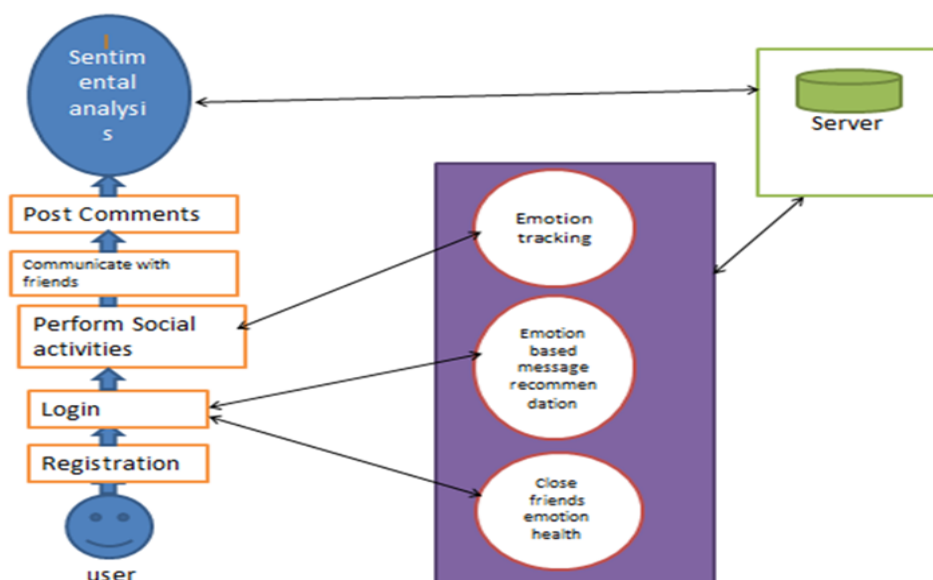 Sentim
ental
analysi
s
Server
Post Comments
Communicate with
friends
Perform Social
activities
Login
Registration
user
Emotion
tracking
Emotion
based
message
recommen
dation
Close
friends
emotion
health